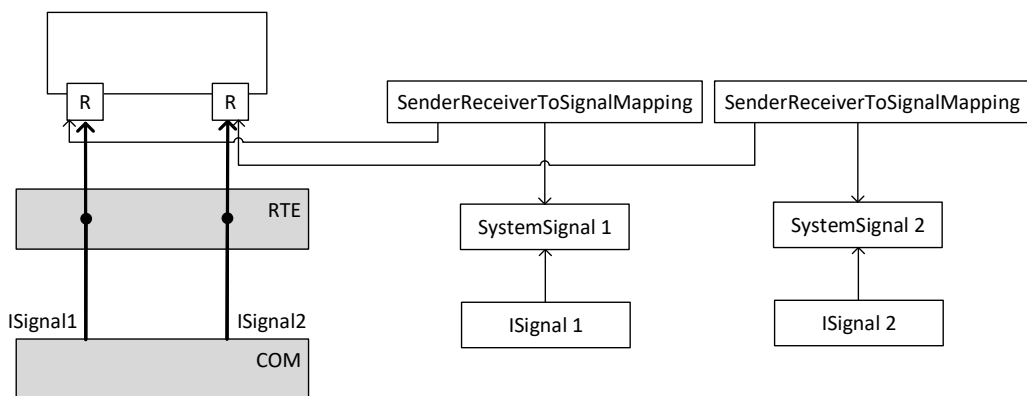 R
R
SenderReceiverToSignalMapping
SenderReceiverToSignalMapping
RTE
SystemSignal 1
SystemSignal 2
ISignal1
ISignal2
ISignal 1
ISignal 2
COM